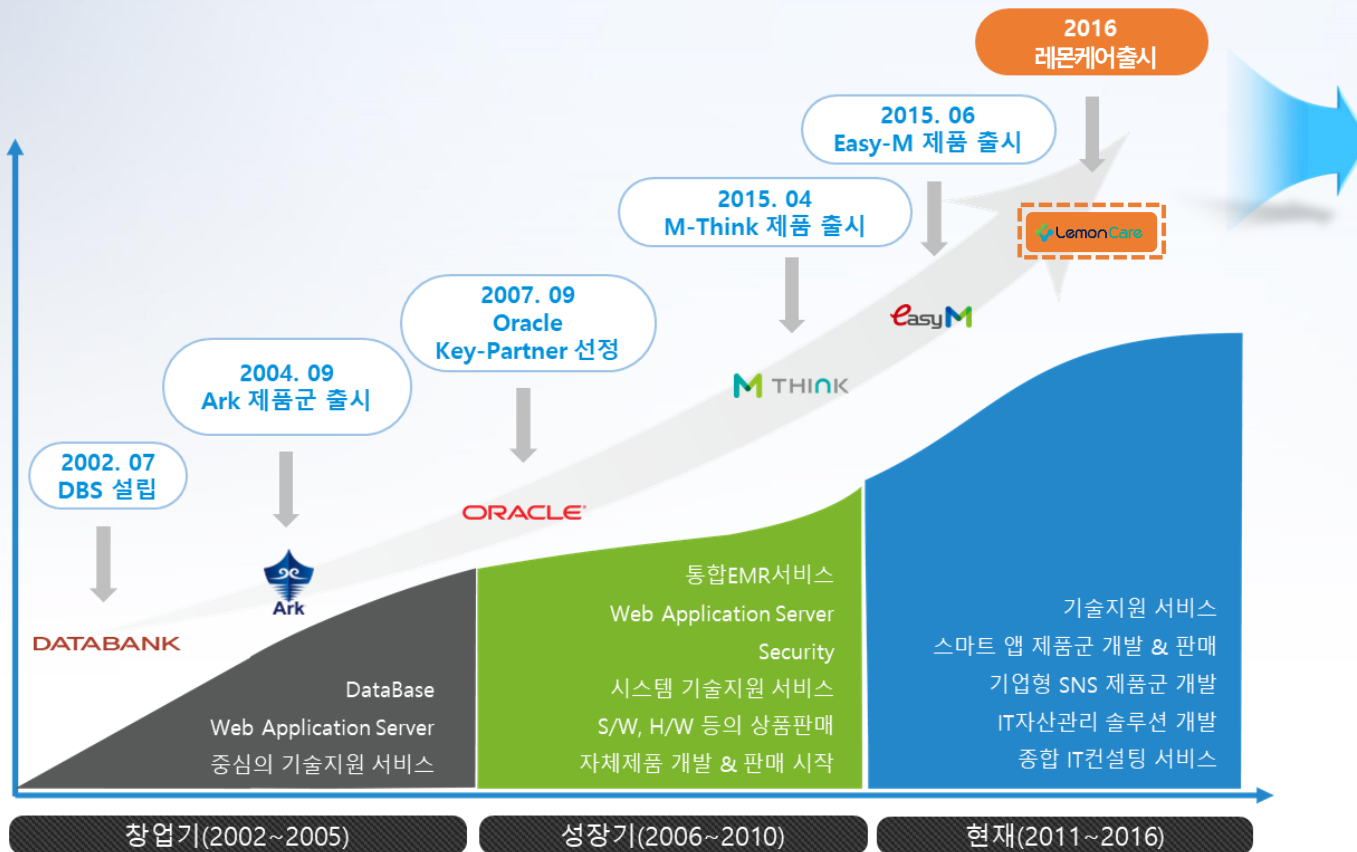 2016
레몬케어출시
2015. 06
Easy-M 제품 출시
2015. 04
M-Think 제품 출시
LemonCare
2007. 09
Oracle
Key-Partner 선정
easyM
2004. 09
Ark 제품군 출시
M THINK
2002. 07
DBS 설립
ORACLE
Ark
DATABANK
DataBase
Web Application Server
중심의 기술지원 서비스
통합EMR서비스
Web Application Server
Security
시스템 기술지원 서비스
S/W, H/W 등의 상품판매
자체제품 개발 & 판매 시작
기술지원 서비스
스마트 앱 제품군 개발 & 판매
기업형 SNS 제품군 개발
IT자산관리 솔루션 개발
종합 IT컨설팅 서비스
창업기(2002~2005)
성장기(2006~2010)
현재(2011~2016)